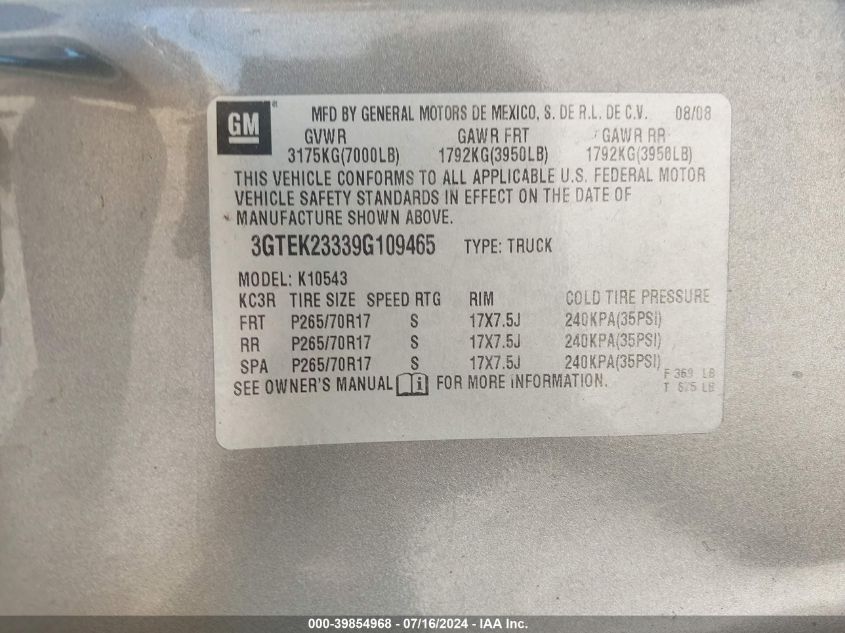 GM
MFD BY GENERAL MOTORS DE MEXICO, S. DE R.L. DE C.V. 08/08
GVWR GAWR FRT GAWR RR
3175KG(7000LB) 1792KG(3950LB) 1792KG(3950LB)
THIS VEHICLE CONFORMS TO ALL APPLICABLE U.S. FEDERAL MOTOR
VEHICLE SAFETY STANDARDS IN EFFECT ON THE DATE OF
MANUFACTURE SHOWN ABOVE.
3GTEK23339G109465 TYPE: TRUCK
MODEL: K10543
KC3R TIRE SIZE SPEED RTG RIM COLD TIRE PRESSURE
FRT P265/70R17 S 17X7.5J 240KPA(35PSI)
RR P265/70R17 S 17X7.5J 240KPA(35PSI)
SPA P265/70R17 S 17X7.5J 240KPA(35PSI)
SEE OWNER'S MANUAL i FOR MORE INFORMATION.
F 369 LB
T 625 LB
000-39854968 - 07/16/2024 - IAA Inc.